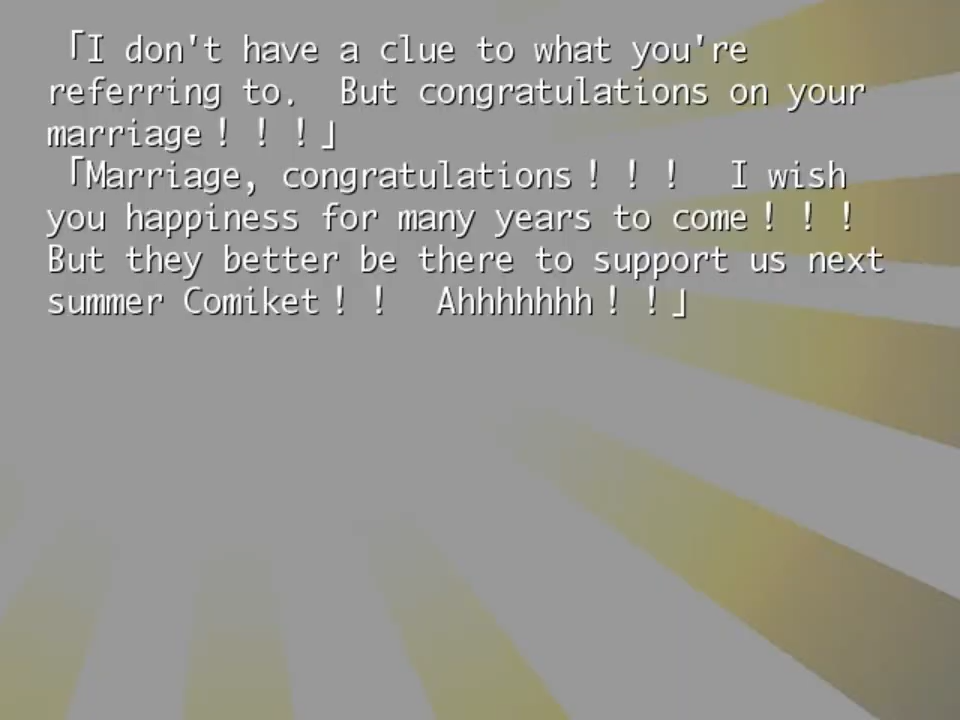 「I don't have a clue to what you're
referring to.  But congratulations on your
marriage！！！」
「Marriage, congratulations！！！  I wish
you happiness for many years to come！！！
But they better be there to support us next
summer Comiket！！  Ahhhhhhh！！」